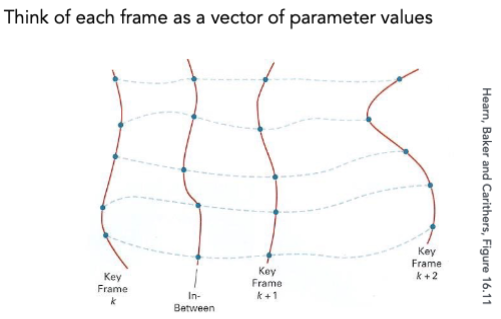 Think of each frame as a vector of parameter values
Key
Frame
k
In-
Between
Key
Frame
k+1
Key
Frame
k+2
Hearn, Baker and Carithers, Figure 16.11